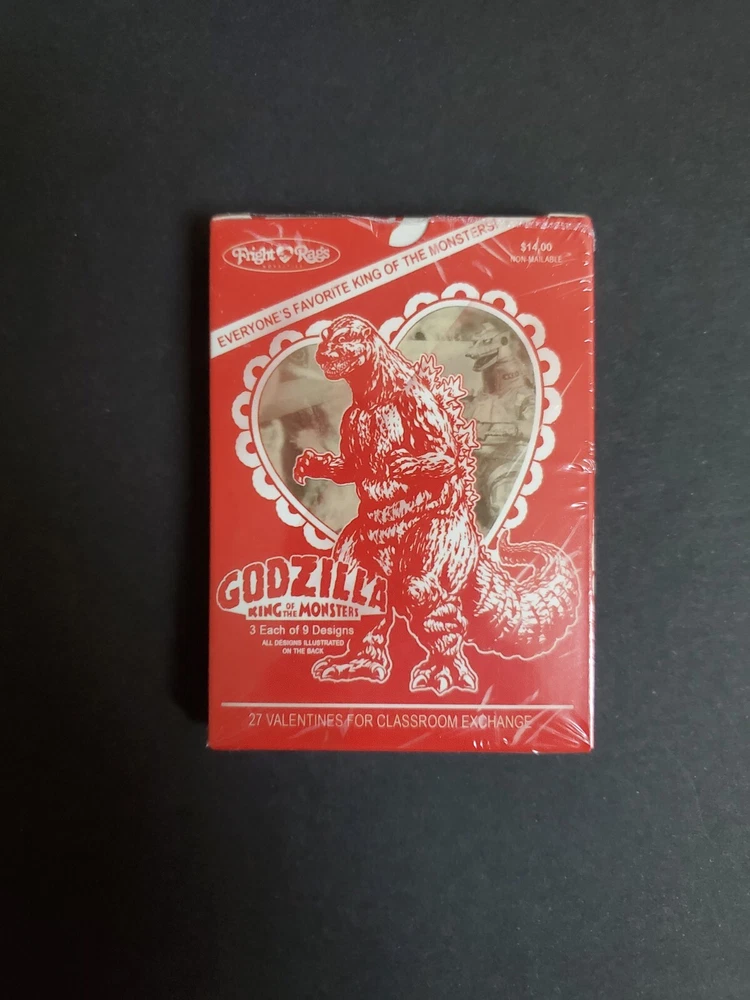 Fright Rags
EVERYONE'S FAVORITE KING OF THE MONSTERS!
$14.00
NON-MAILABLE
GODZILLA
KING OF THE MONSTERS
3 Each of 9 Designs
ALL DESIGNS ILLUSTRATED
ON THE BACK
27 VALENTINES FOR CLASSROOM EXCHANGE